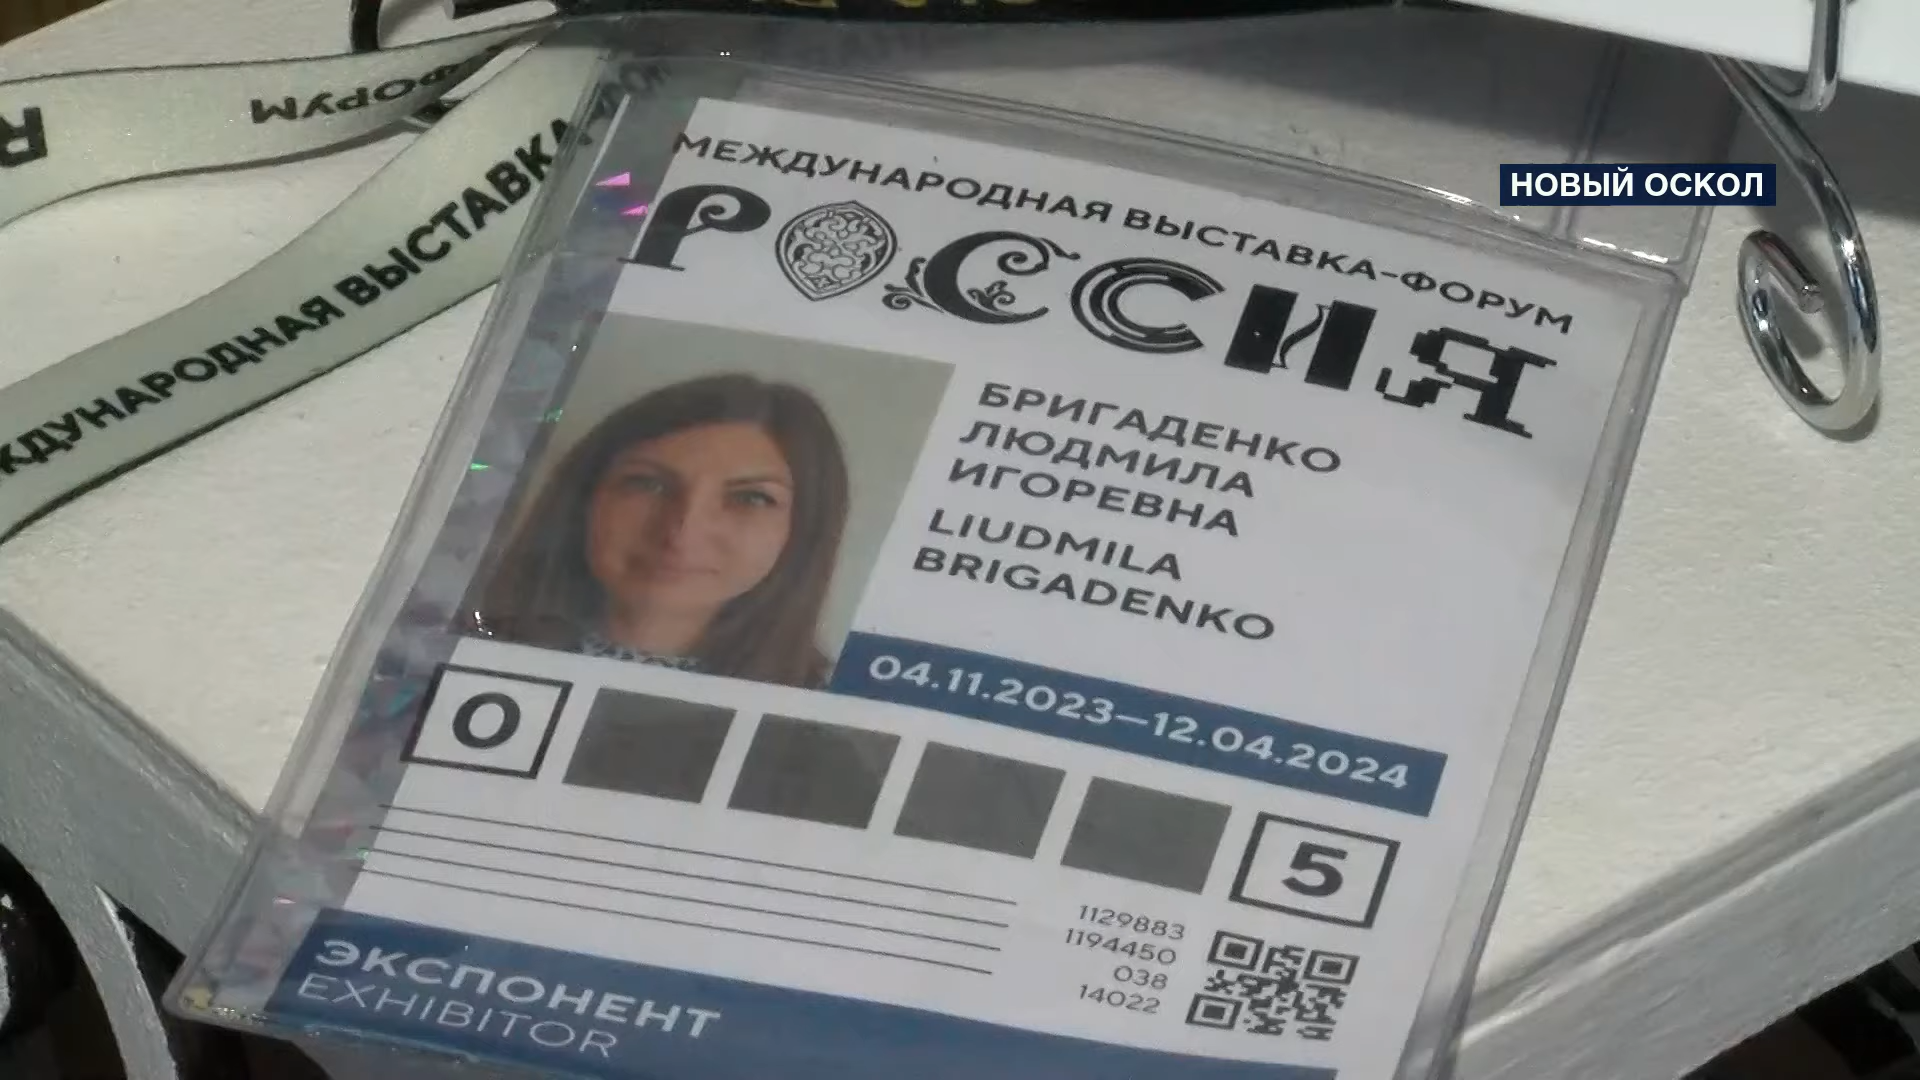 ФОРУМ
МЕЖДУНАРОДНАЯ ВЫСТАВКА-
НОВЫЙ ОСКОЛ
МЕЖДУНАРОДНАЯ ВЫСТАВКА-ФОРУМ
РОССИЯ
БРИГАДЕНКО
ЛЮДМИЛА
ИГОРЕВНА
LIUDMILA
BRIGADENKO
04.11.2023–12.04.2024
0
5
1129883
1194450
038
14022
ЭКСПОНЕНТ
EXHIBITOR